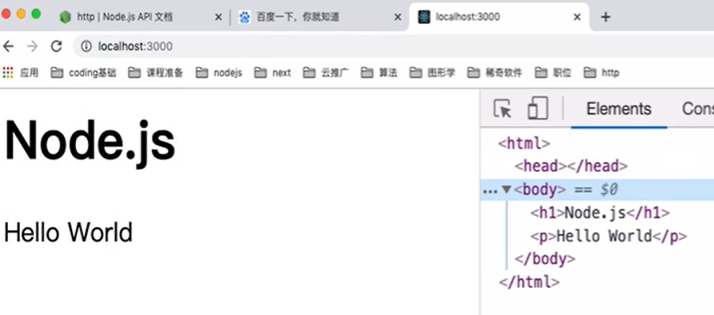 http | Node.js API 文档 × 百度一下，你就知道 × localhost:3000 × +
localhost:3000
应用 coding基础 课程准备 nodejs next 云推广 算法 图形学 稀奇软件 职位 http
Node.js
Hello World
Elements Cons
<html>
<head></head>
...▼<body> == $0
<h1>Node.js</h1>
<p>Hello World</p>
</body>
</html>